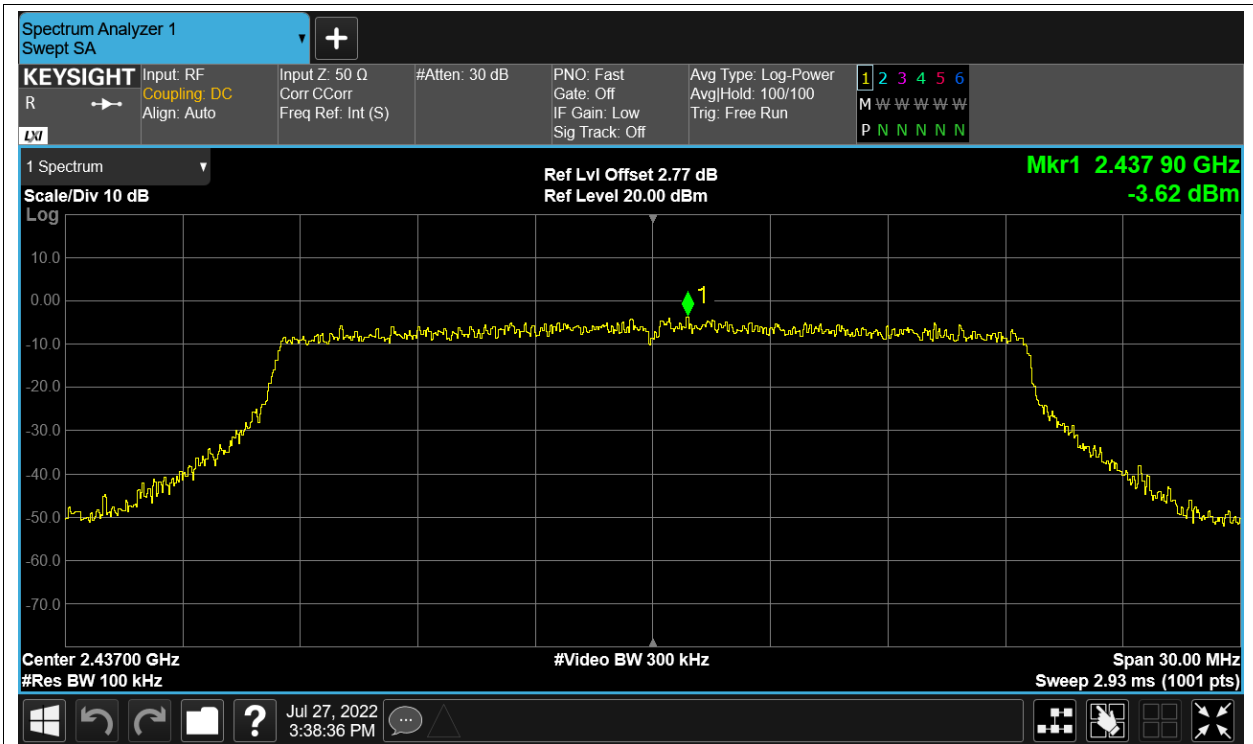 Spectrum Analyzer 1
Swept SA
KEYSIGHT
R
LXI
Input: RF
Coupling: DC
Align: Auto
Input Z: 50 Ω
Corr CCorr
Freq Ref: Int (S)
#Atten: 30 dB
PNO: Fast
Gate: Off
IF Gain: Low
Sig Track: Off
Avg Type: Log-Power
Avg|Hold: 100/100
Trig: Free Run
1 2 3 4 5 6
M W W W W W
P N N N N N
1 Spectrum
Scale/Div 10 dB
Log
Ref Lvl Offset 2.77 dB
Ref Level 20.00 dBm
Mkr1 2.437 90 GHz
-3.62 dBm
10.0
0.00
-10.0
-20.0
-30.0
-40.0
-50.0
-60.0
-70.0
1
Center 2.43700 GHz
#Res BW 100 kHz
#Video BW 300 kHz
Span 30.00 MHz
Sweep 2.93 ms (1001 pts)
?
Jul 27, 2022
3:38:36 PM